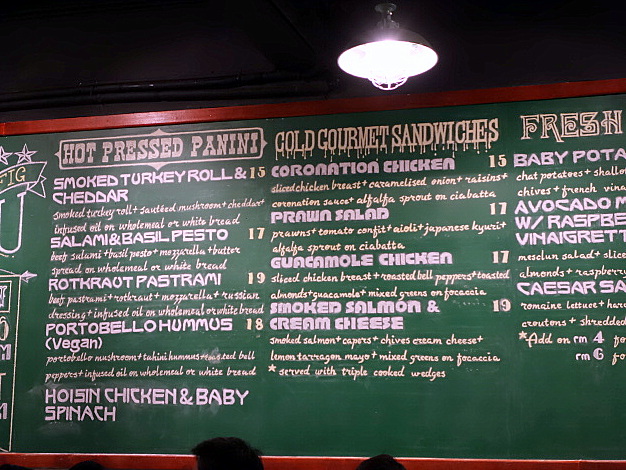 FIG
U
HOT PRESSED PANINI
SMOKED TURKEY ROLL & 15
CHEDDAR
smoked turkey roll + sautéed mushroom + cheddar +
infused oil on wholemeal or white bread
SALAMI & BASIL PESTO 17
beef salami + basil pesto + mozzarella + butter
spread on wholemeal or white bread
ROTKRAUT PASTRAMI 19
beef pastrami + rotkraut + mozzarella + russian
dressing + infused oil on wholemeal or white bread
PORTOBELLO HUMMUS 18
(Vegan)
portobello mushroom + tahini hummus + roasted bell
peppers + infused oil on wholemeal or white bread
HOISIN CHICKEN & BABY
SPINACH
COLD GOURMET SANDWICHES
CORONATION CHICKEN 15
sliced chicken breast + caramelised onion + raisins +
coronation sauce + alfalfa sprout on ciabatta
PRAWN SALAD 17
prawns + tomato confit + aioli + japanese kyuri +
alfalfa sprout on ciabatta
GUACAMOLE CHICKEN 17
sliced chicken breast + roasted bell peppers + toasted
almonds + guacamole + mixed greens on focaccia
SMOKED SALMON & 19
CREAM CHEESE
smoked salmon + capers + chives cream cheese +
lemon tarragon mayo + mixed greens on focaccia
* served with triple cooked wedges
FRESH
BABY POTA
chat potatoes + shallo
chives + french vina
AVOCADO M
W/ RASPBE
VINAIGRETT
mesclun salad + slice
almonds + raspberry
CAESAR SA
romaine lettuce + her
croutons + shredded
*Add on rm 4 fo
rm 6 fo